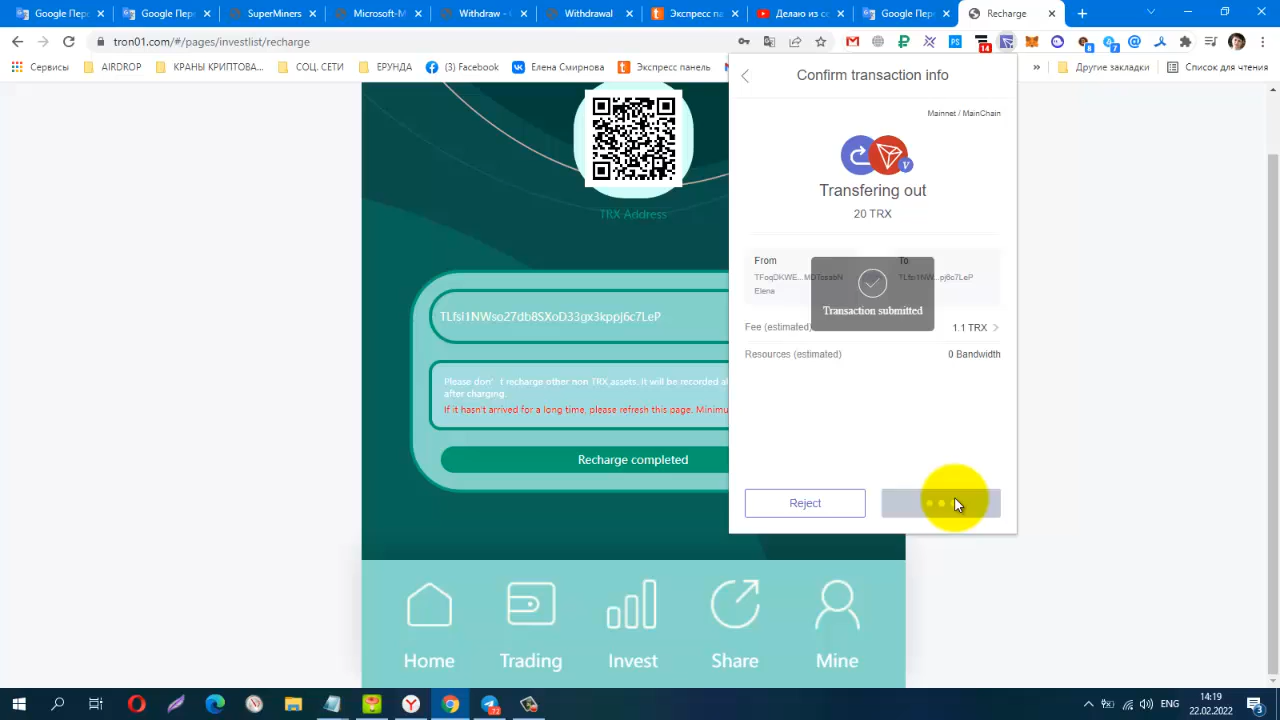 Google Пер
Google Пер
SuperMiners
Microsoft-М
Withdraw - (
Withdrawal
Экспресс па
Делаю из со
Google Пер
Recharge
tron01.com/#/pages/investlist/recharge
14
8
7
Сервисы
AIRDROP
КРАНЫ КРИПТОВА...
СОЦ. СЕТИ
ЕРУНДА
(3) Facebook
Елена Смирнова
Экспресс панель
»
Другие закладки
Список для чтения
Confirm transaction info
Mainnet / MainChain
Transfering out
20 TRX
TRX Address
From
To
Elena
Transaction submitted
Fee (estimated)
1.1 TRX
Resources (estimated)
0 Bandwidth
Please don't recharge other non TRX assets. It will be recorded
after charging.
If it hasn't arrived for a long time, please refresh this page. Minimu
Recharge completed
Reject
Home
Trading
Invest
Share
Mine
ENG
14:19
22.02.2022